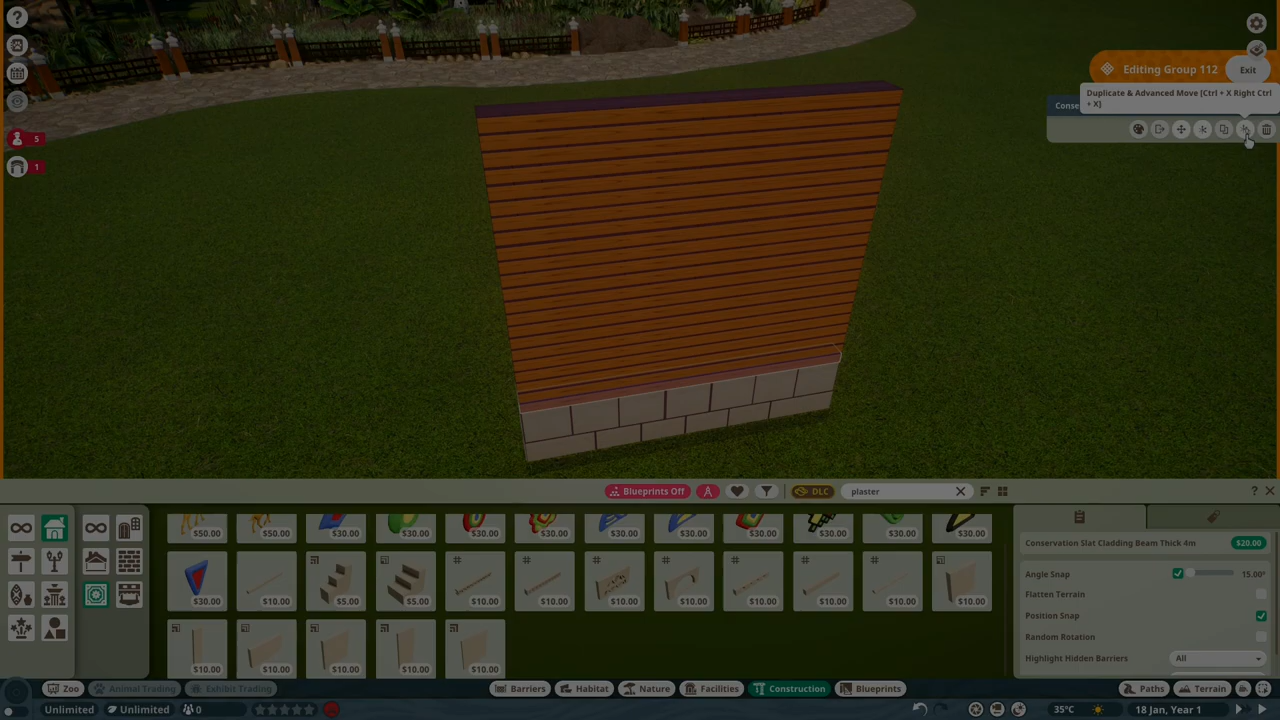 Editing Group 112
Exit
Duplicate & Advanced Move [Ctrl + X Right Ctrl
+ X]
Conse
5
1
Blueprints Off
DLC
plaster
$50.00 $50.00 $30.00 $30.00 $30.00 $30.00 $30.00 $30.00 $30.00 $30.00 $30.00 $30.00
$30.00 $10.00 $5.00 $5.00 $10.00 $10.00 $10.00 $10.00 $10.00 $10.00 $10.00 $10.00
$10.00 $10.00 $10.00 $10.00 $10.00
Conservation Slat Cladding Beam Thick 4m $20.00
Angle Snap 15.00°
Flatten Terrain
Position Snap
Random Rotation
Highlight Hidden Barriers All
Zoo Animal Trading Exhibit Trading Barriers Habitat Nature Facilities Construction Blueprints Paths Terrain
Unlimited Unlimited 0 35°C 18 Jan, Year 1